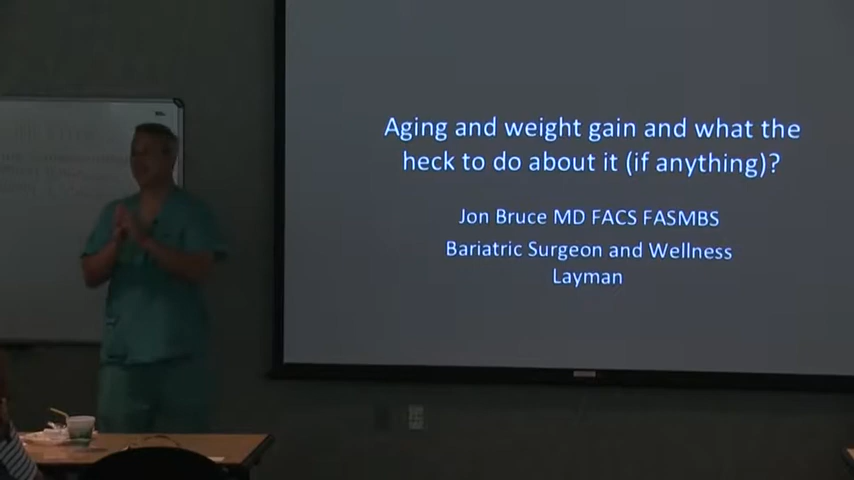 Aging and weight gain and what the
heck to do about it (if anything)?
Jon Bruce MD FACS FASMBS
Bariatric Surgeon and Wellness
Layman